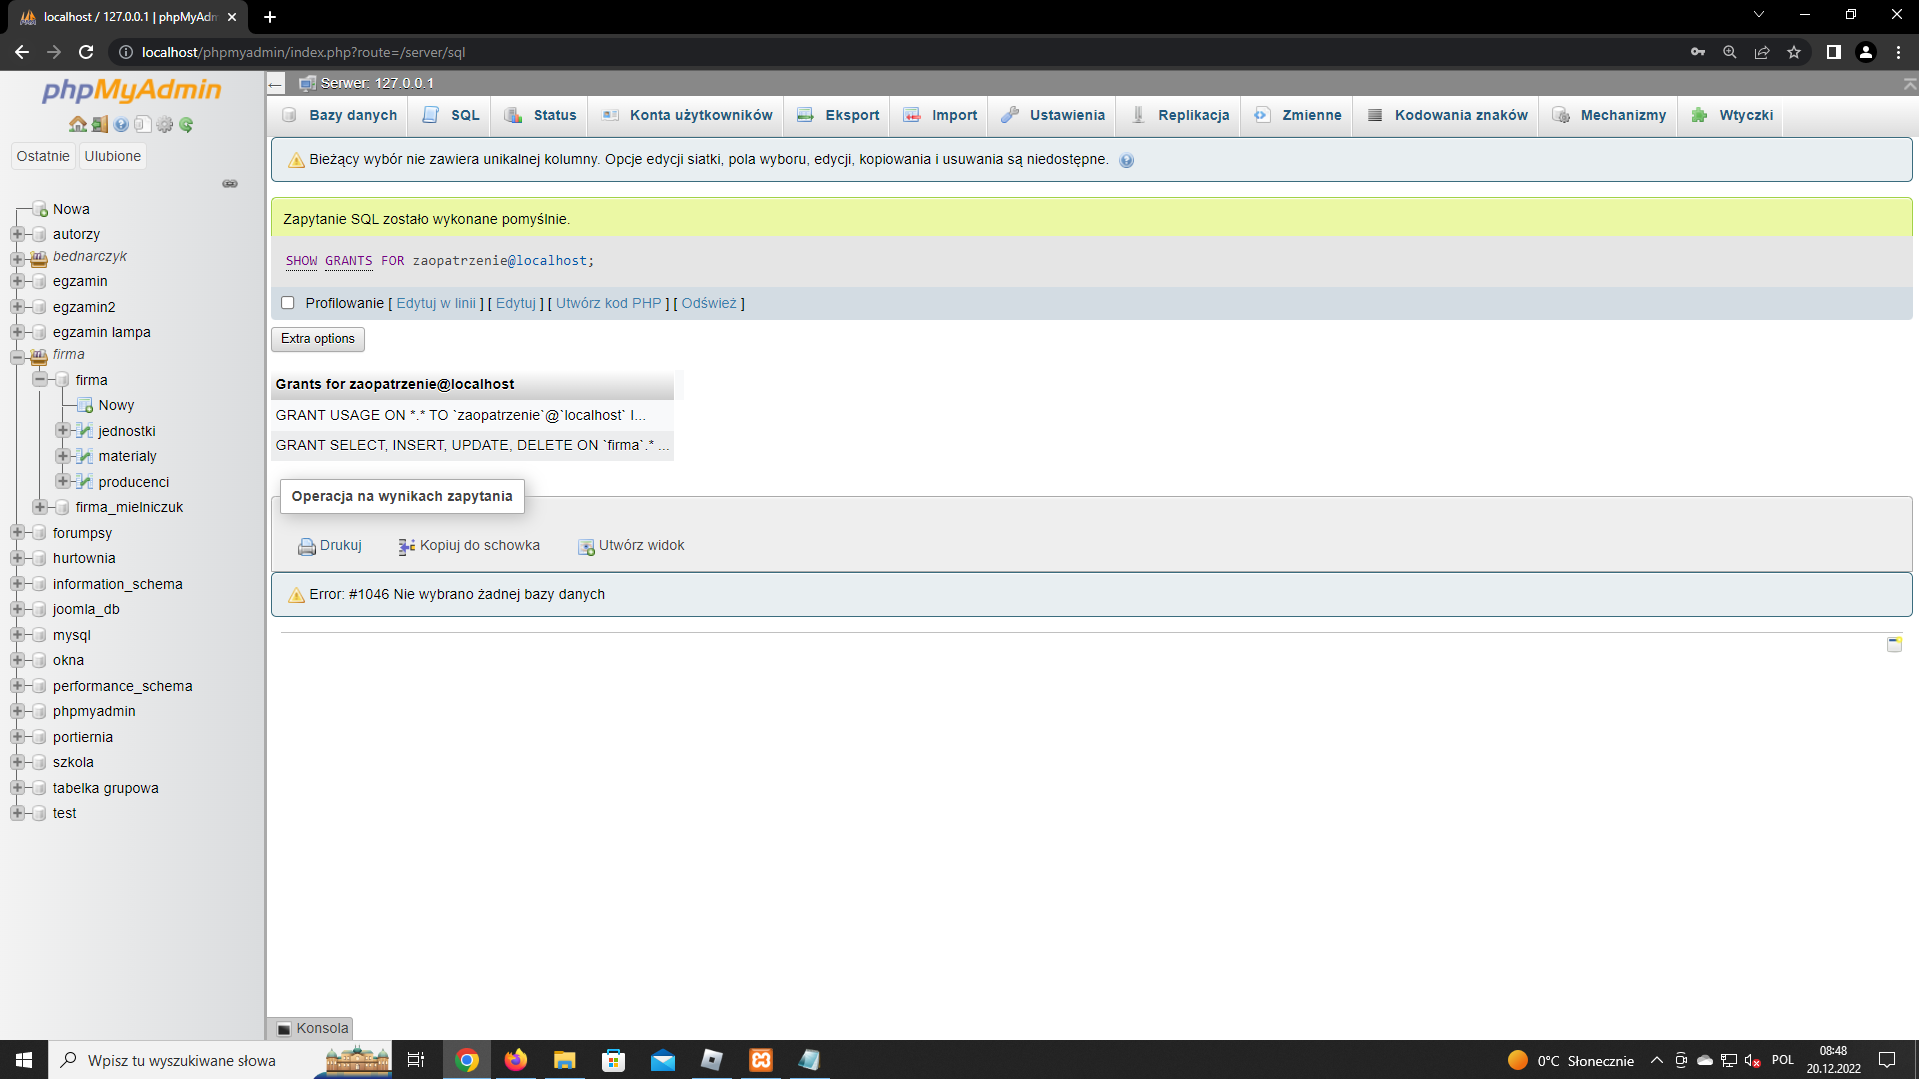 localhost / 127.0.0.1 | phpMyAdm
localhost/phpmyadmin/index.php?route=/server/sql
phpMyAdmin
Ostatnie
Ulubione
Nowa
autorzy
bednarczyk
egzamin
egzamin2
egzamin lampa
firma
firma
Nowy
jednostki
materialy
producenci
firma_mielniczuk
forumpsy
hurtownia
information_schema
joomla_db
mysql
okna
performance_schema
phpmyadmin
portiernia
szkola
tabelka grupowa
test
Serwer: 127.0.0.1
Bazy danych SQL Status Konta użytkowników Eksport Import Ustawienia Replikacja Zmienne Kodowania znaków Mechanizmy Wtyczki
Bieżący wybór nie zawiera unikalnej kolumny. Opcje edycji siatki, pola wyboru, edycji, kopiowania i usuwania są niedostępne.
Zapytanie SQL zostało wykonane pomyślnie.
SHOW GRANTS FOR zaopatrzenie@localhost;
Profilowanie [ Edytuj w linii ] [ Edytuj ] [ Utwórz kod PHP ] [ Odśwież ]
Extra options
Grants for zaopatrzenie@localhost
GRANT USAGE ON *.* TO `zaopatrzenie`@`localhost` I...
GRANT SELECT, INSERT, UPDATE, DELETE ON `firma`.* ...
Operacja na wynikach zapytania
Drukuj Kopiuj do schowka Utwórz widok
Error: #1046 Nie wybrano żadnej bazy danych
Konsola
Wpisz tu wyszukiwane słowa
0°C Słonecznie
POL
08:48
20.12.2022